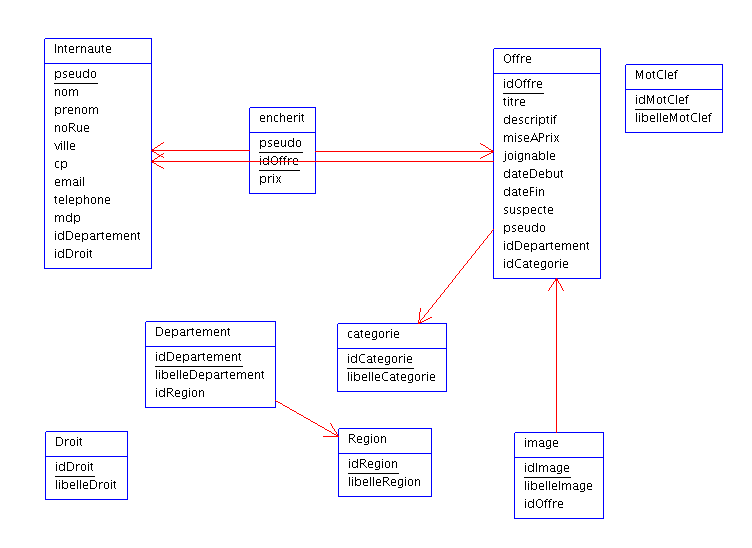 Internaute
pseudo
nom
prenom
noRue
ville
cp
email
telephone
mdp
idDepartement
idDroit
encherit
pseudo
idOffre
prix
Offre
idOffre
titre
descriptif
miseAPrix
joignable
dateDebut
dateFin
suspecte
pseudo
idDepartement
idCategorie
MotClef
idMotClef
libelleMotClef
Departement
idDepartement
libelleDepartement
idRegion
categorie
idCategorie
libelleCategorie
Droit
idDroit
libelleDroit
Region
idRegion
libelleRegion
image
idImage
libelleImage
idOffre